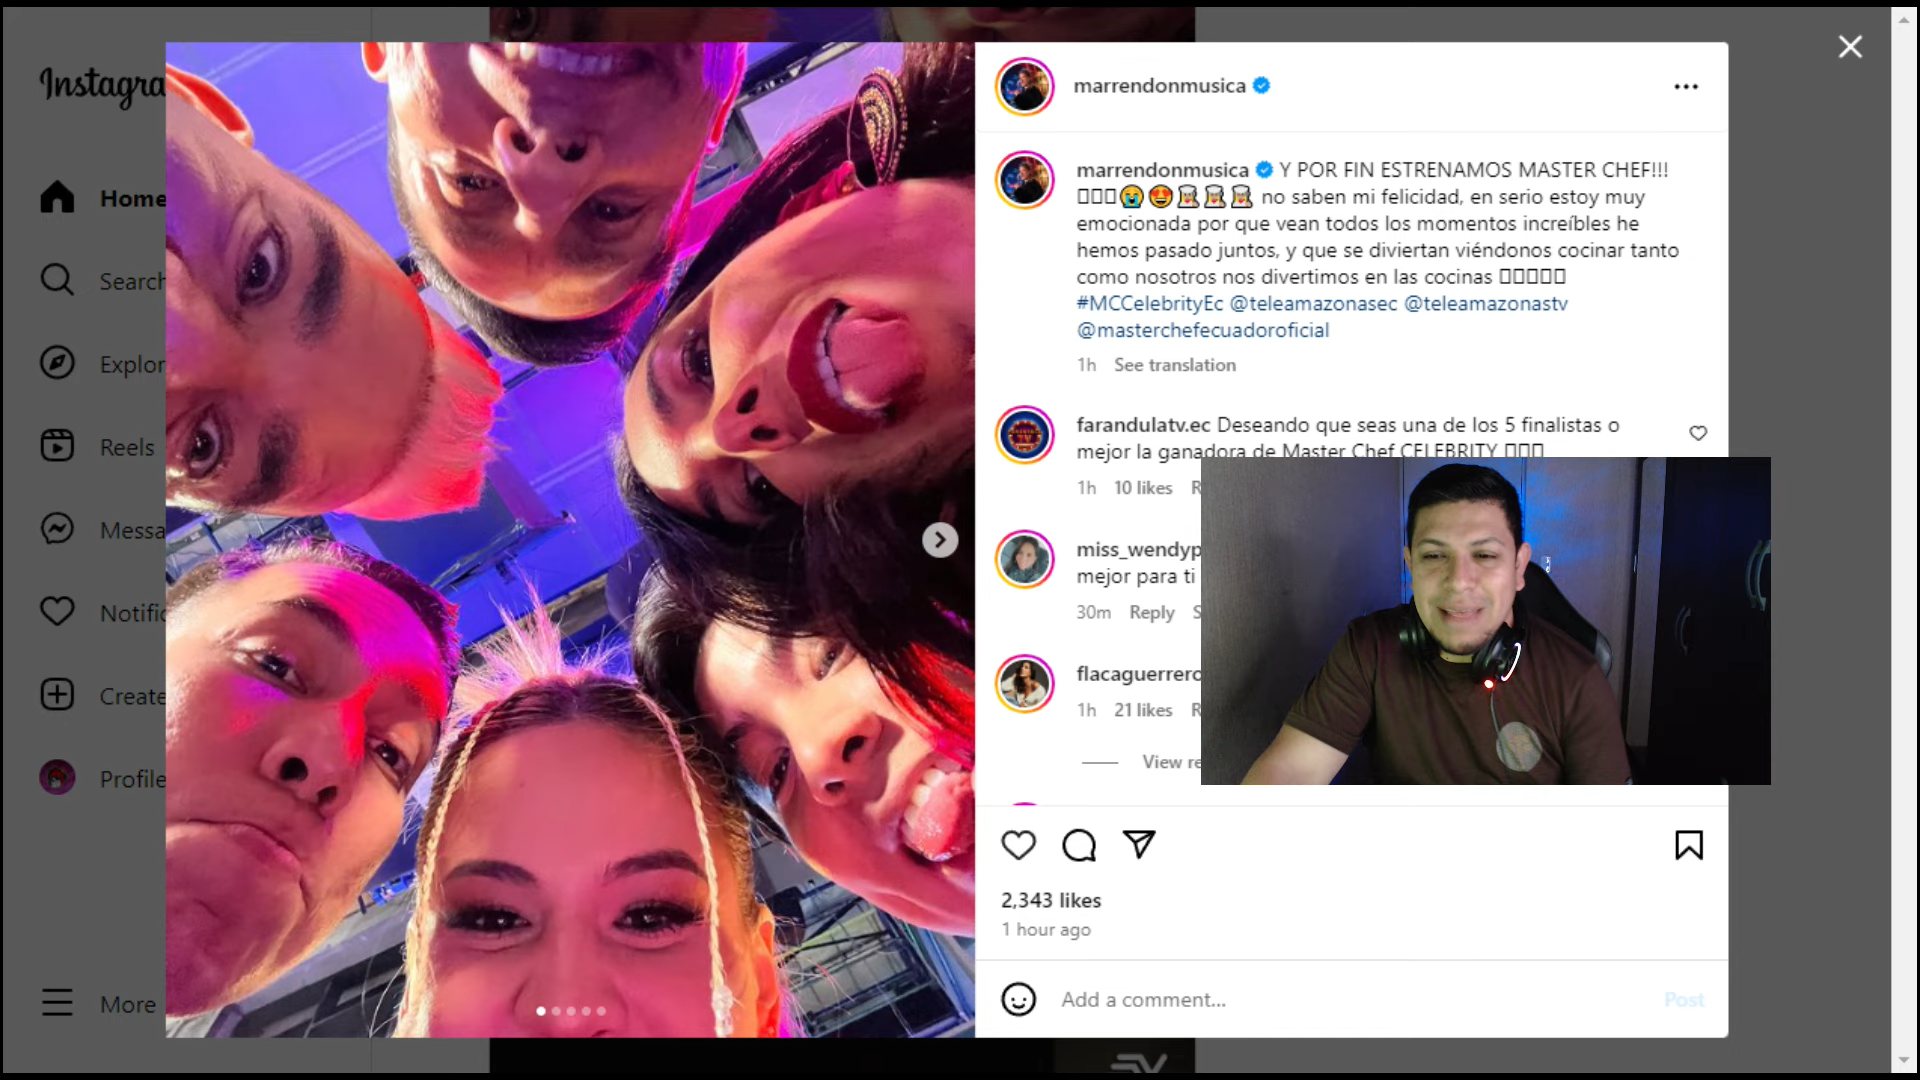 Instagra
Home
Search
Explor
Reels
Messa
Notific
Create
Profile
More
marrendonmusica
marrendonmusica Y POR FIN ESTRENAMOS MASTER CHEF!!!
no saben mi felicidad, en serio estoy muy
emocionada por que vean todos los momentos increíbles he
hemos pasado juntos, y que se diviertan viéndonos cocinar tanto
como nosotros nos divertimos en las cocinas
#MCCelebrityEc @teleamazonasec @teleamazonastv
@masterchefecuadoroficial
1h See translation
farandulatv.ec Deseando que seas una de los 5 finalistas o
mejor la ganadora de Master Chef CELEBRITY
1h 10 likes R
miss_wendyp
mejor para ti
30m Reply S
flacaguerrero
1h 21 likes R
View re
2,343 likes
1 hour ago
Add a comment...
Post